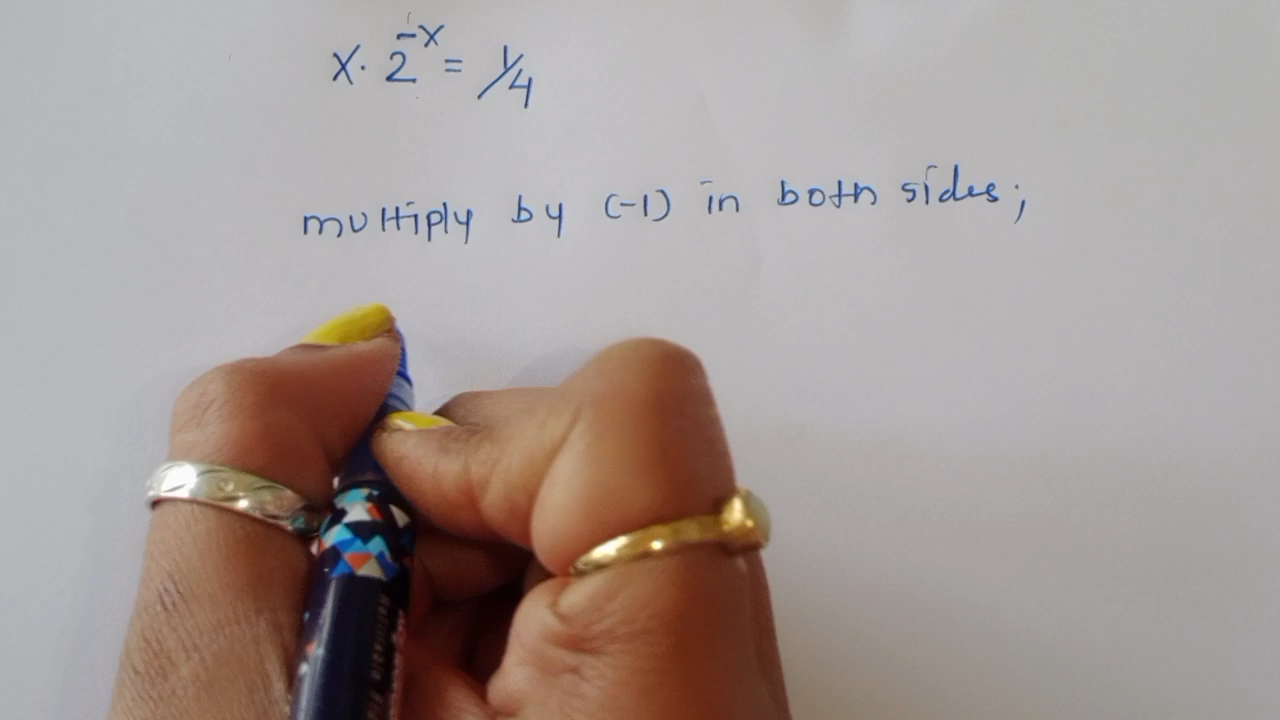 x· 2^-x = 1/4
multiply by (-1) in both sides;